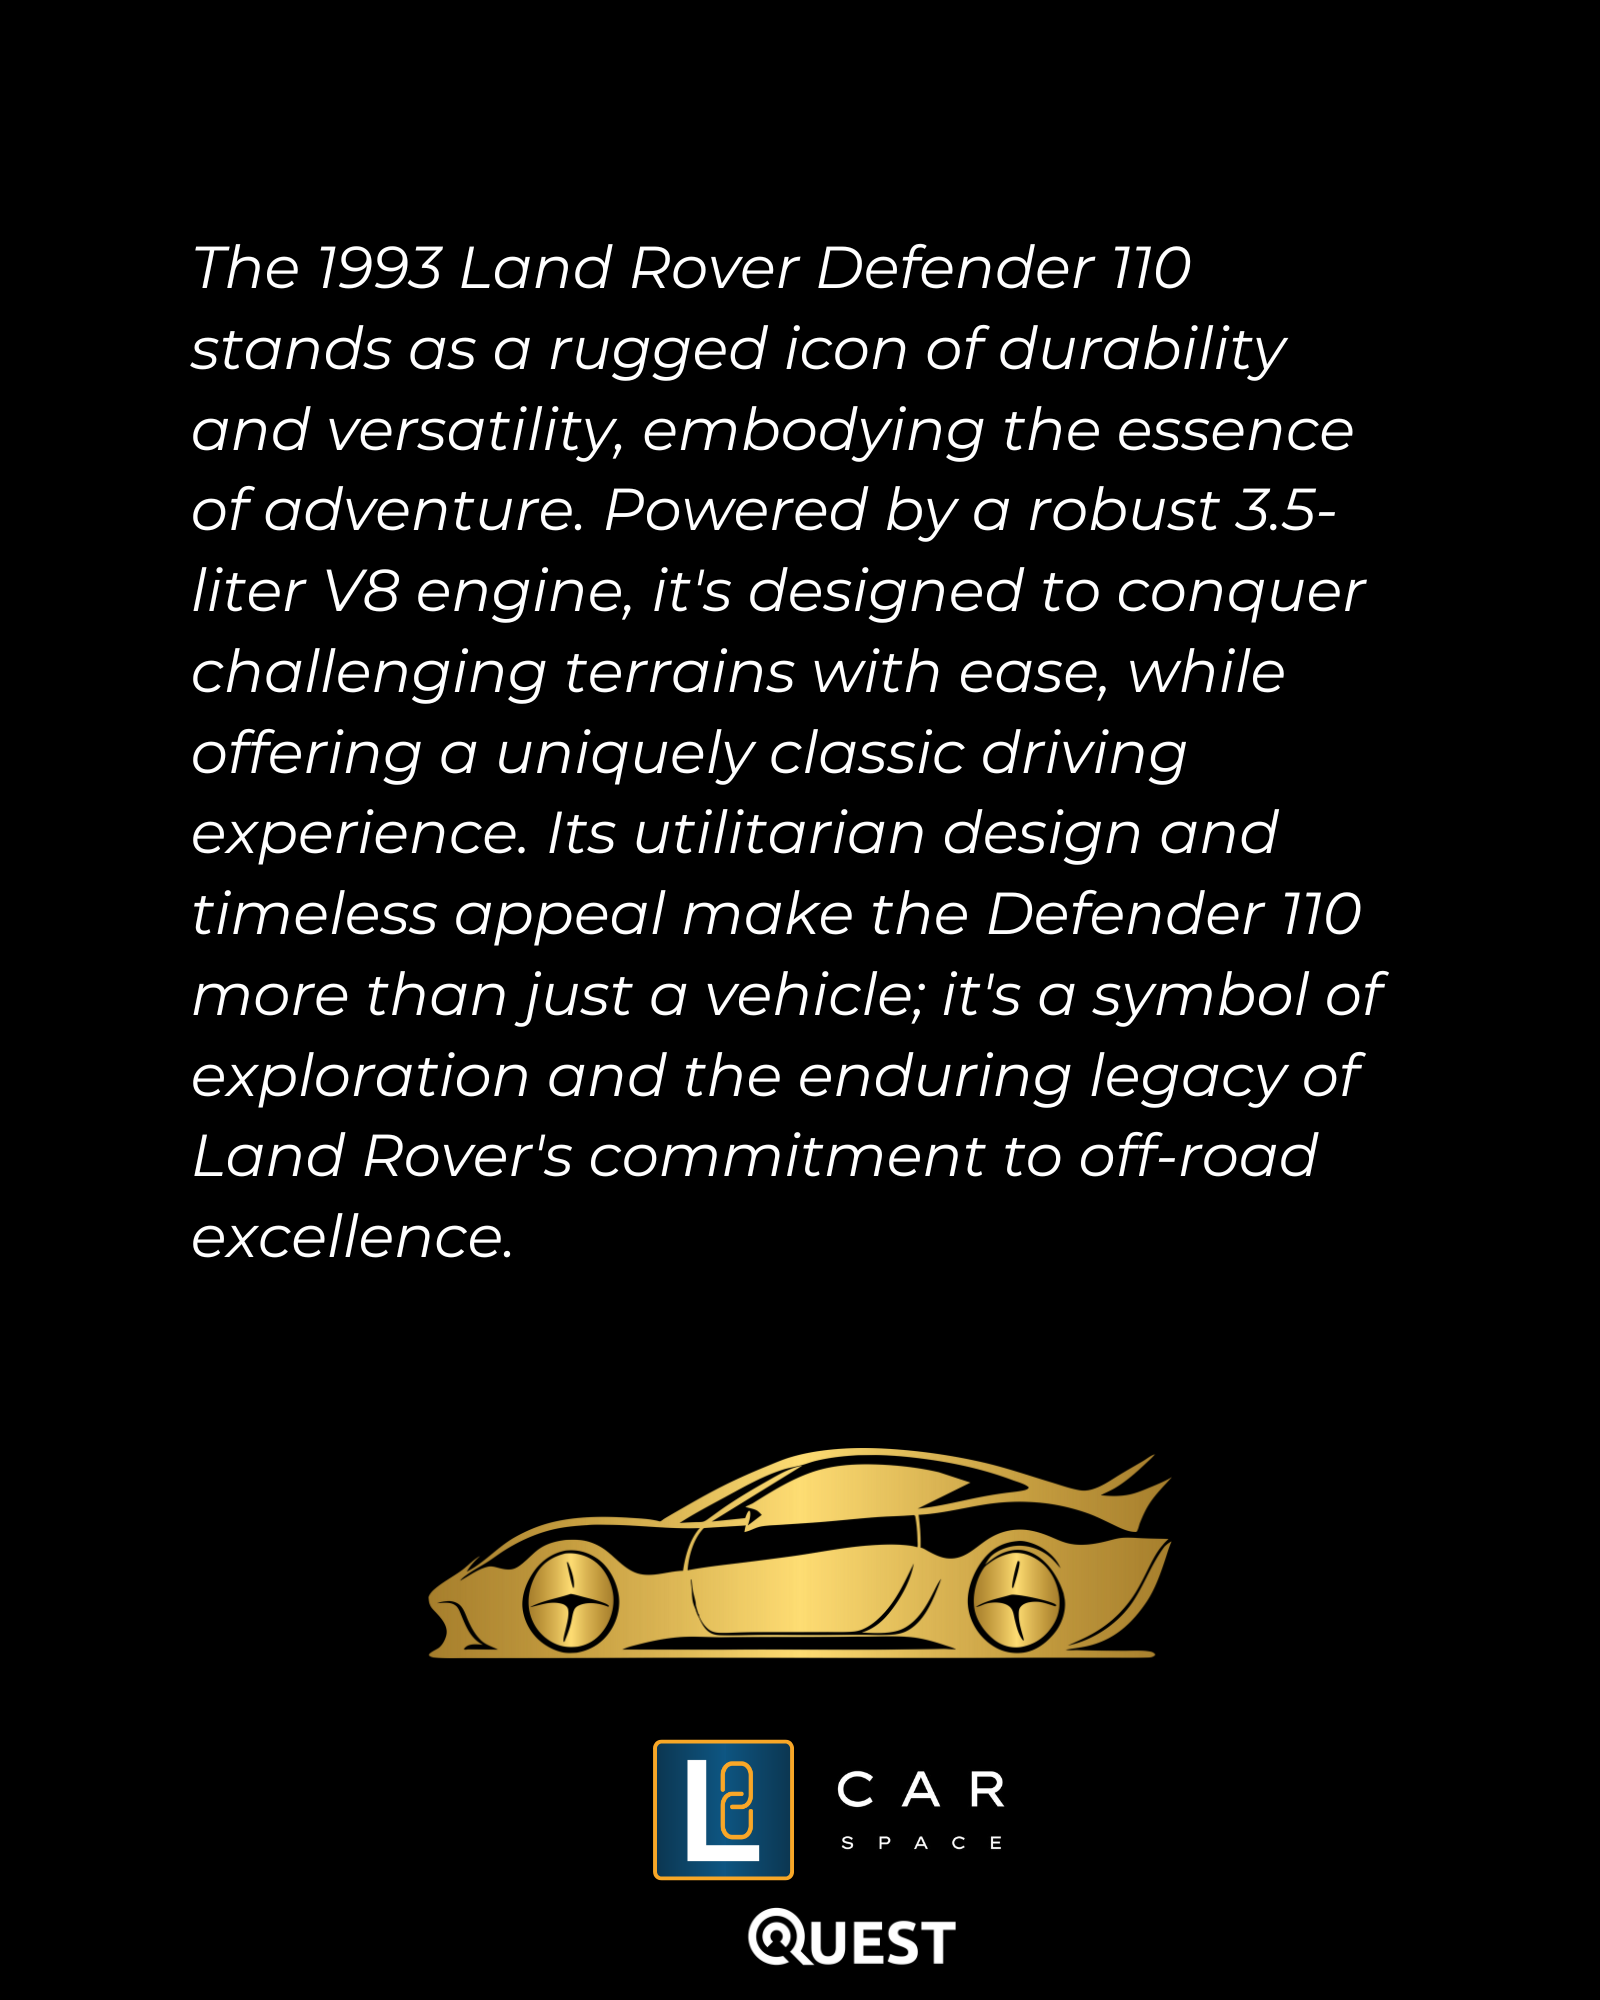 The 1993 Land Rover Defender 110
stands as a rugged icon of durability
and versatility, embodying the essence
of adventure. Powered by a robust 3.5-
liter V8 engine, it's designed to conquer
challenging terrains with ease, while
offering a uniquely classic driving
experience. Its utilitarian design and
timeless appeal make the Defender 110
more than just a vehicle; it's a symbol of
exploration and the enduring legacy of
Land Rover's commitment to off-road
excellence.
L
CAR
SPACE
QUEST